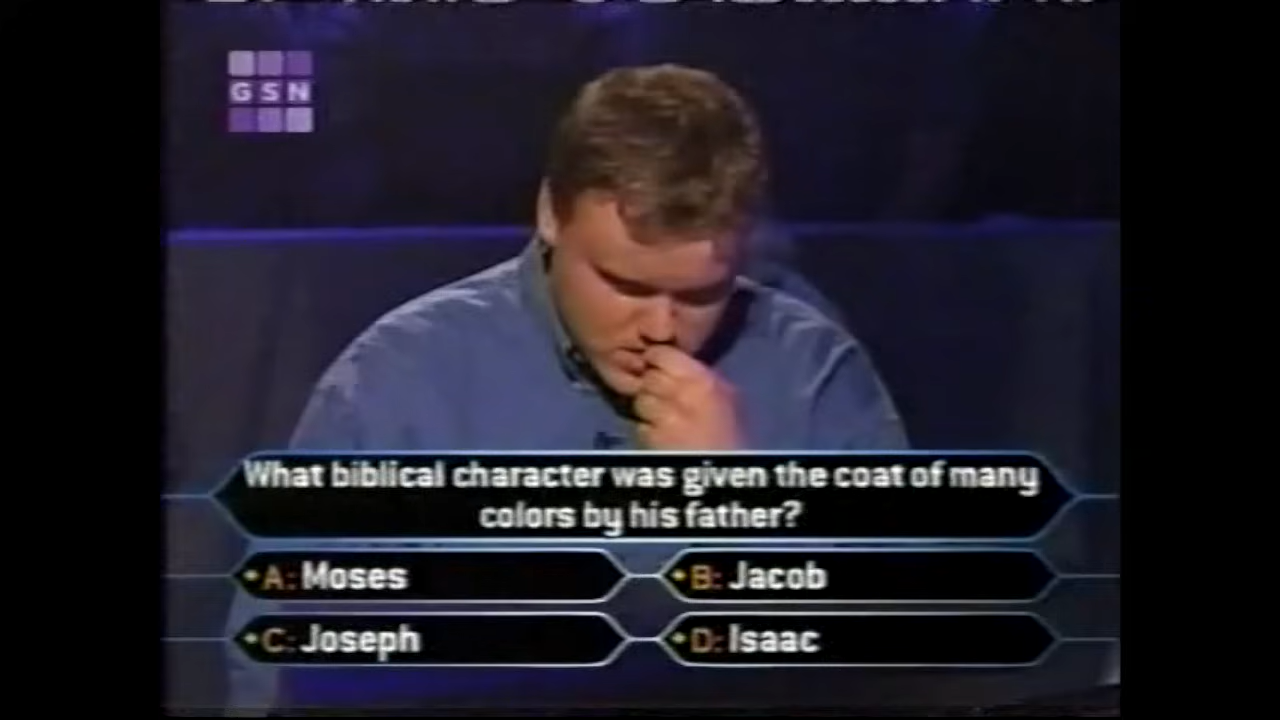 GSN
What biblical character was given the coat of many
colors by his father?
A: Moses
B: Jacob
C: Joseph
D: Isaac